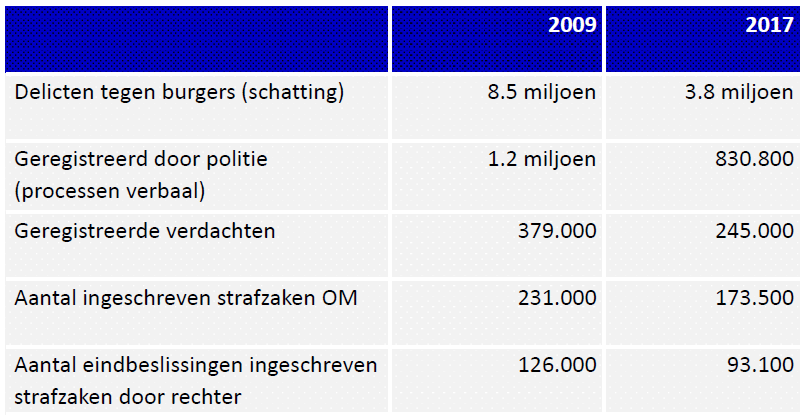 2009 2017
Delicten tegen burgers (schatting) 8.5 miljoen 3.8 miljoen
Geregistreerd door politie 1.2 miljoen 830.800
(processen verbaal)
Geregistreerde verdachten 379.000 245.000
Aantal ingeschreven strafzaken OM 231.000 173.500
Aantal eindbeslissingen ingeschreven 126.000 93.100
strafzaken door rechter